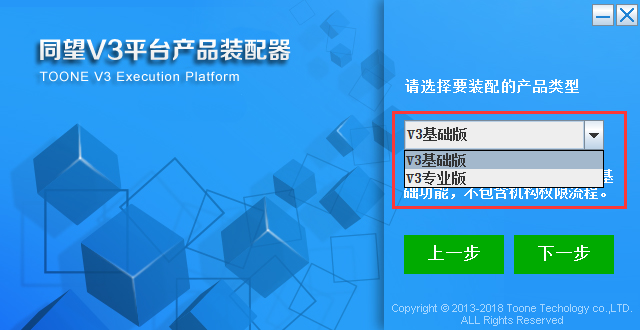 同望V3平台产品装配器
TOONE V3 Execution Platform
请选择要装配的产品类型
V3基础版
V3基础版
V3专业版
基
础功能，不包含机构权限流程。
上一步
下一步
Copyright © 2013-2018 Toone Techology co.,LTD.
ALL Rights Reserved